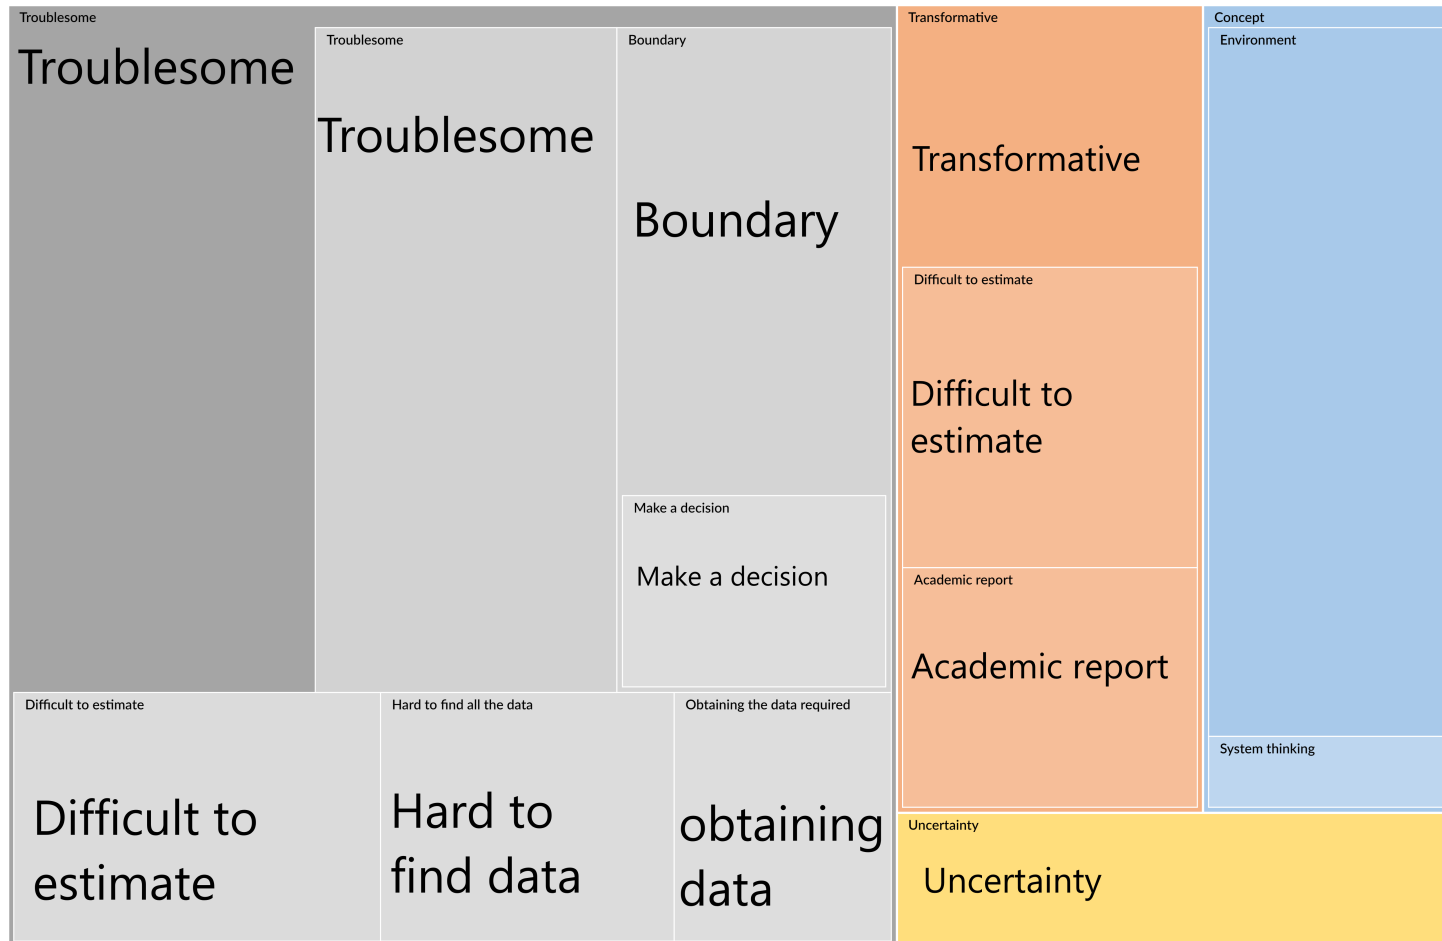 Troublesome
Troublesome
Troublesome
Troublesome
Boundary
Boundary
Make a decision
Make a decision
Difficult to estimate
Difficult to
estimate
Hard to find all the data
Hard to
find data
Obtaining the data required
obtaining
data
Transformative
Transformative
Difficult to estimate
Difficult to
estimate
Academic report
Academic report
Concept
Environment
System thinking
Uncertainty
Uncertainty